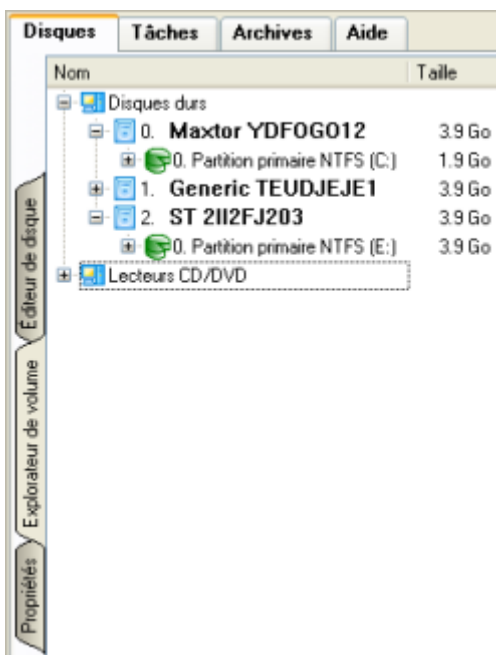 Disques Tâches Archives Aide
Nom Taille
Disques durs
0. Maxtor YDFOGO12 3.9 Go
0. Partition primaire NTFS (C:) 1.9 Go
1. Generic TEUDJEJE1 3.9 Go
2. ST 2II2FJ203 3.9 Go
0. Partition primaire NTFS (E:) 3.9 Go
Lecteurs CD/DVD
Éditeur de disque
Explorateur de volume
Propriétés